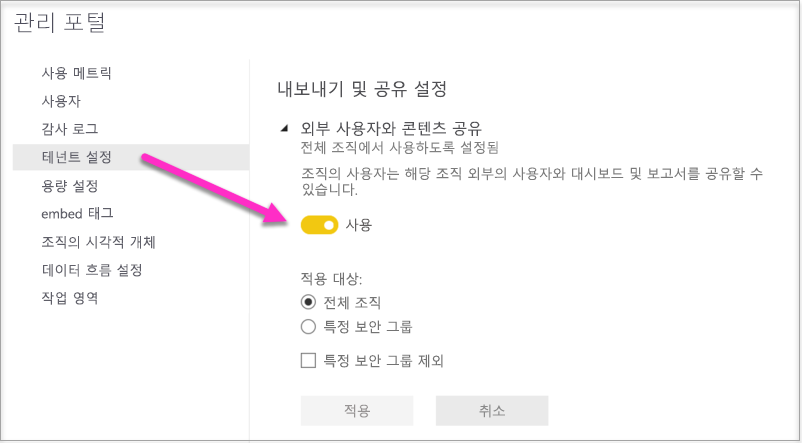 관리 포털
사용 메트릭
사용자
감사 로그
테넌트 설정
용량 설정
embed 태그
조직의 시각적 개체
데이터 흐름 설정
작업 영역
내보내기 및 공유 설정
외부 사용자와 콘텐츠 공유
전체 조직에서 사용하도록 설정됨
조직의 사용자는 해당 조직 외부의 사용자와 대시보드 및 보고서를 공유할 수
있습니다.
사용
적용 대상:
전체 조직
특정 보안 그룹
특정 보안 그룹 제외
적용
취소